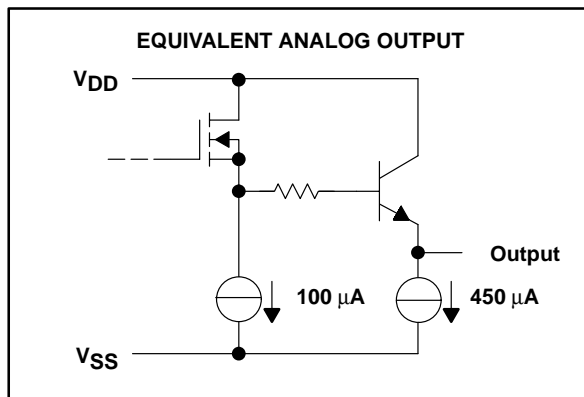 EQUIVALENT ANALOG OUTPUT
VDD
Output
100 μA
450 μA
VSS